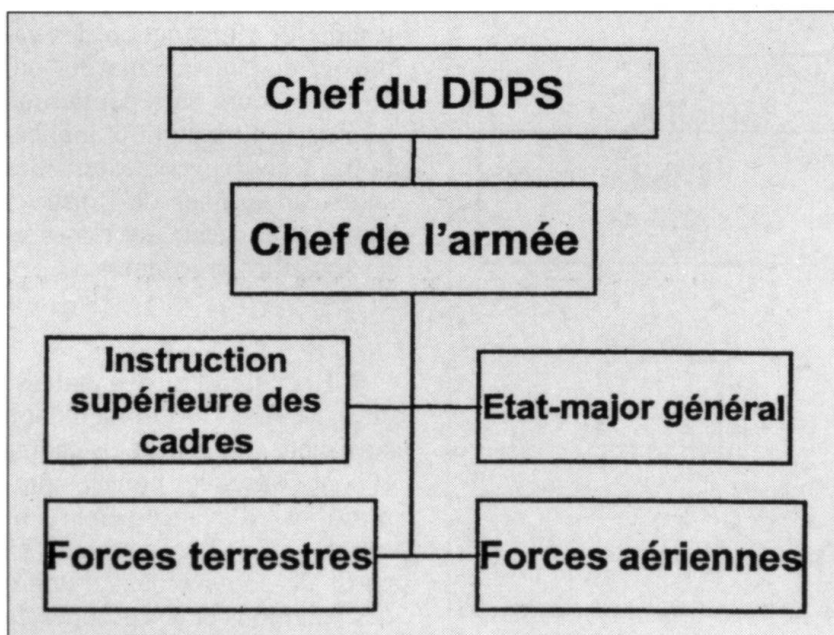 Chef du DDPS
Chef de l'armée
Instruction
supérieure des
cadres
Etat-major général
Forces terrestres
Forces aériennes